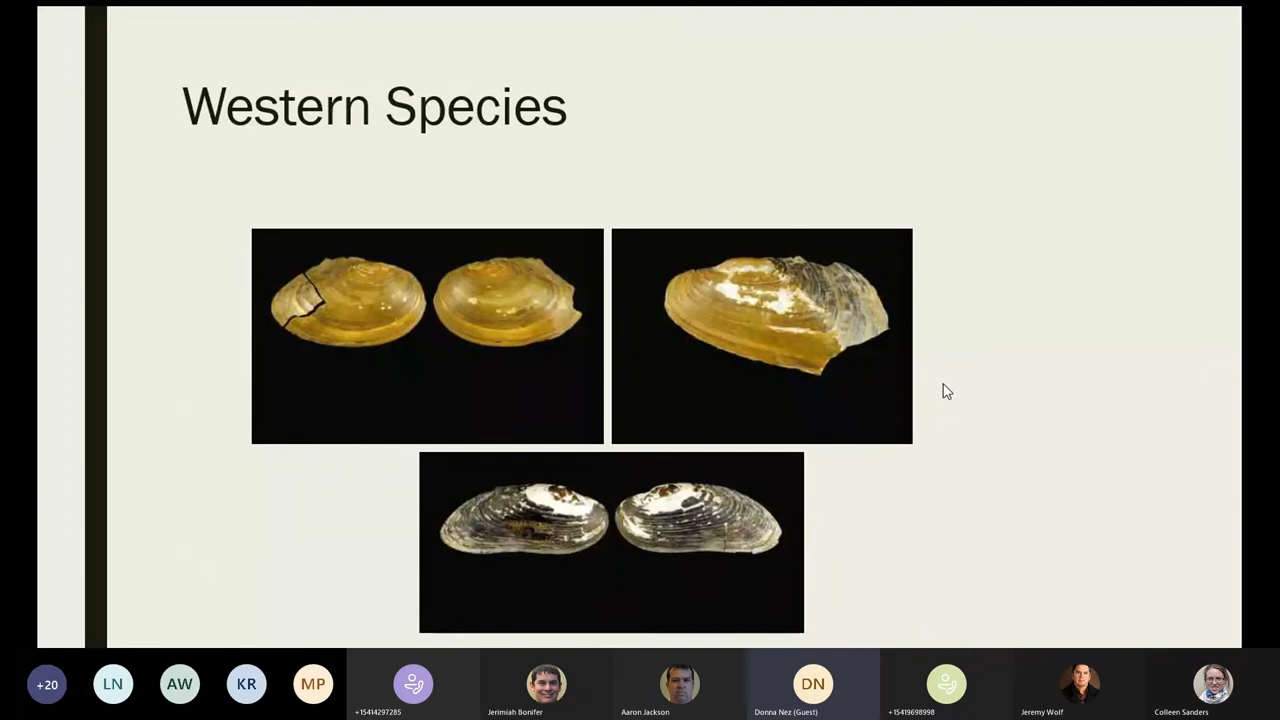 Western Species
+20
LN
AW
KR
MP
DN
+15414297285
Jerimiah Bonifer
Aaron Jackson
Donna Nez (Guest)
+15419698998
Jeremy Wolf
Colleen Sanders